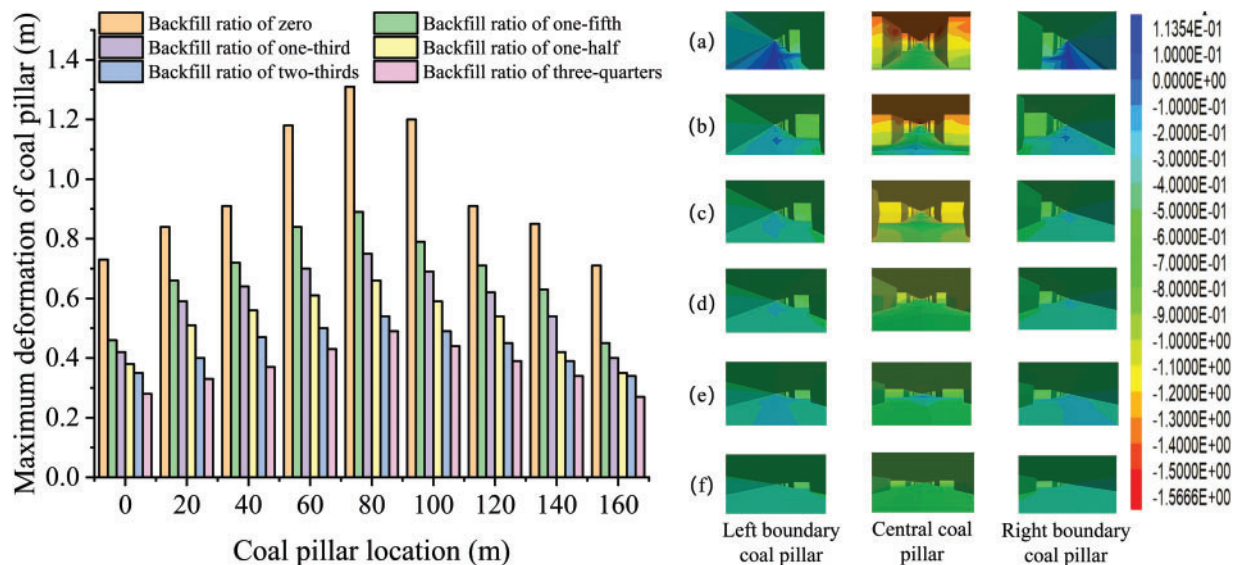 Maximum deformation of coal pillar (m)
1.4
1.2
1.0
0.8
0.6
0.4
0.2
0.0
Backfill ratio of zero
Backfill ratio of one-fifth
Backfill ratio of one-third
Backfill ratio of one-half
Backfill ratio of two-thirds
Backfill ratio of three-quarters
0 20 40 60 80 100 120 140 160
Coal pillar location (m)
(a)
(b)
(c)
(d)
(e)
(f)
Left boundary
coal pillar
Central coal
pillar
Right boundary
coal pillar
1.1354E-01
1.0000E-01
0.0000E+00
-1.0000E-01
-2.0000E-01
-3.0000E-01
-4.0000E-01
-5.0000E-01
-6.0000E-01
-7.0000E-01
-8.0000E-01
-9.0000E-01
-1.0000E+00
-1.1000E+00
-1.2000E+00
-1.3000E+00
-1.4000E+00
-1.5000E+00
-1.5666E+00